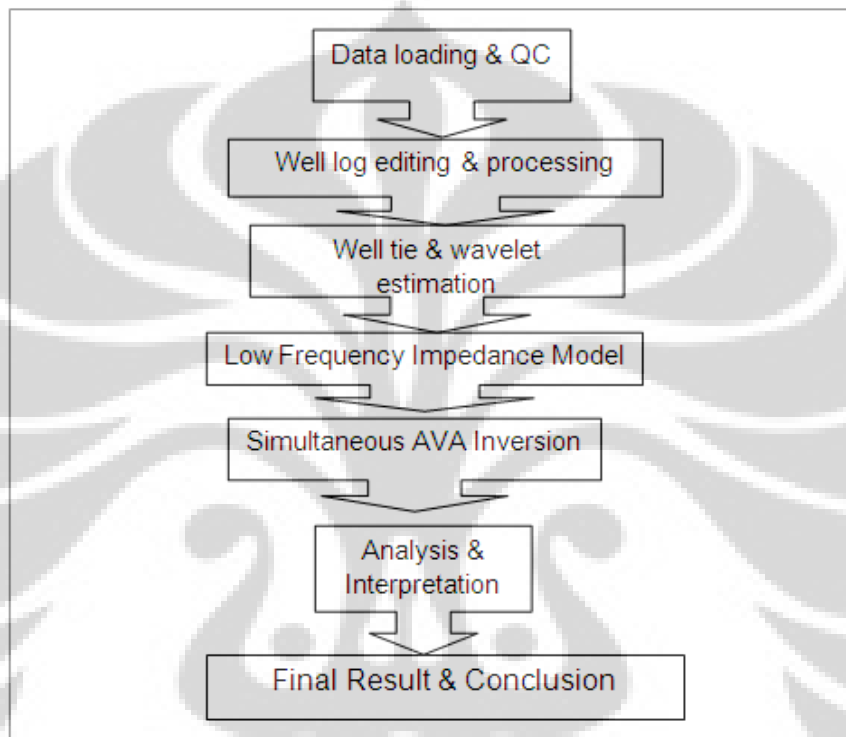 Data loading & QC
Well log editing & processing
Well tie & wavelet
estimation
Low Frequency Impedance Model
Simultaneous AVA Inversion
Analysis &
Interpretation
Final Result & Conclusion